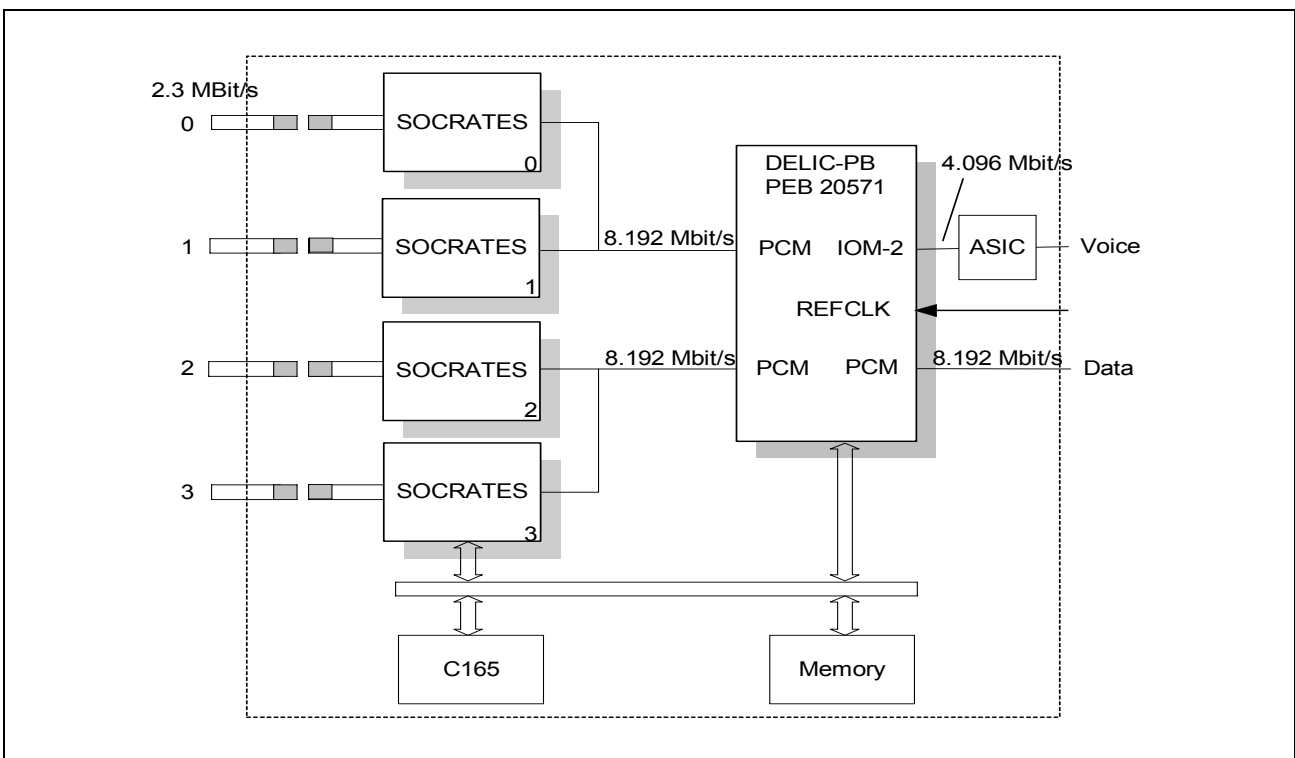 2.3 MBit/s
0
SOCRATES
0
1
SOCRATES
1
8.192 Mbit/s
2
SOCRATES
2
8.192 Mbit/s
3
SOCRATES
3
DELIC-PB
PEB 20571
4.096 Mbit/s
PCM IOM-2
ASIC
Voice
REFCLK
PCM PCM
8.192 Mbit/s
Data
C165
Memory